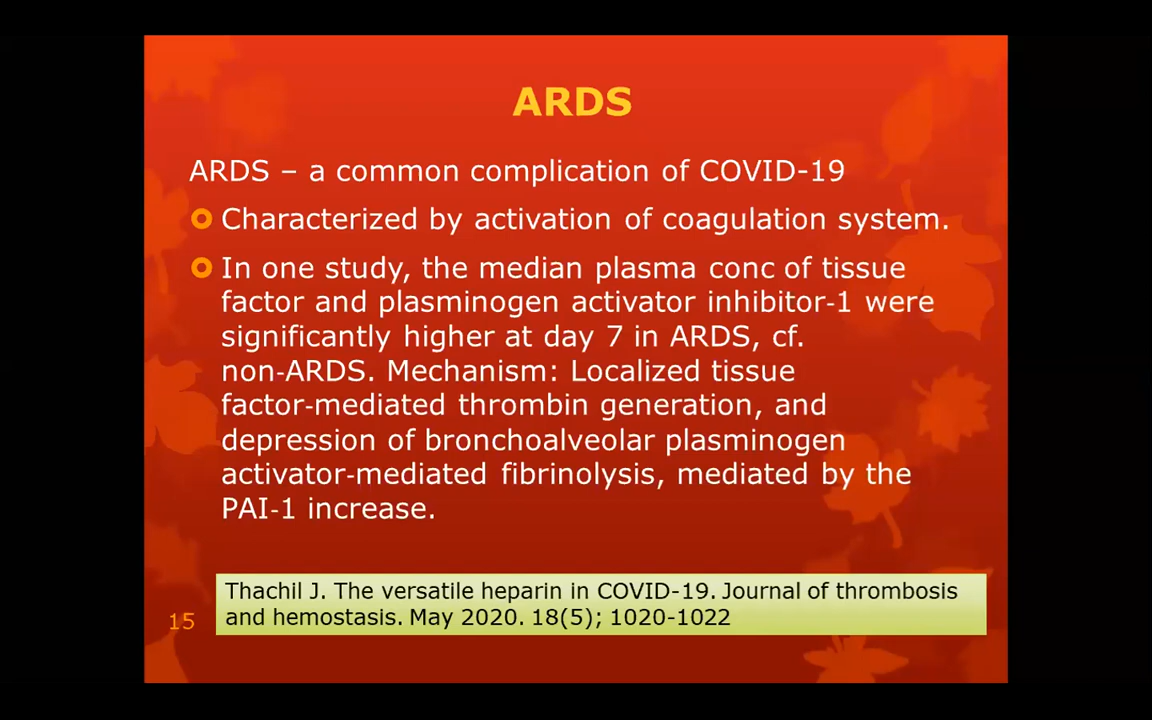 ARDS
ARDS – a common complication of COVID-19
Characterized by activation of coagulation system.
In one study, the median plasma conc of tissue
factor and plasminogen activator inhibitor-1 were
significantly higher at day 7 in ARDS, cf.
non-ARDS. Mechanism: Localized tissue
factor-mediated thrombin generation, and
depression of bronchoalveolar plasminogen
activator-mediated fibrinolysis, mediated by the
PAI-1 increase.
Thachil J. The versatile heparin in COVID-19. Journal of thrombosis
and hemostasis. May 2020. 18(5); 1020-1022
15